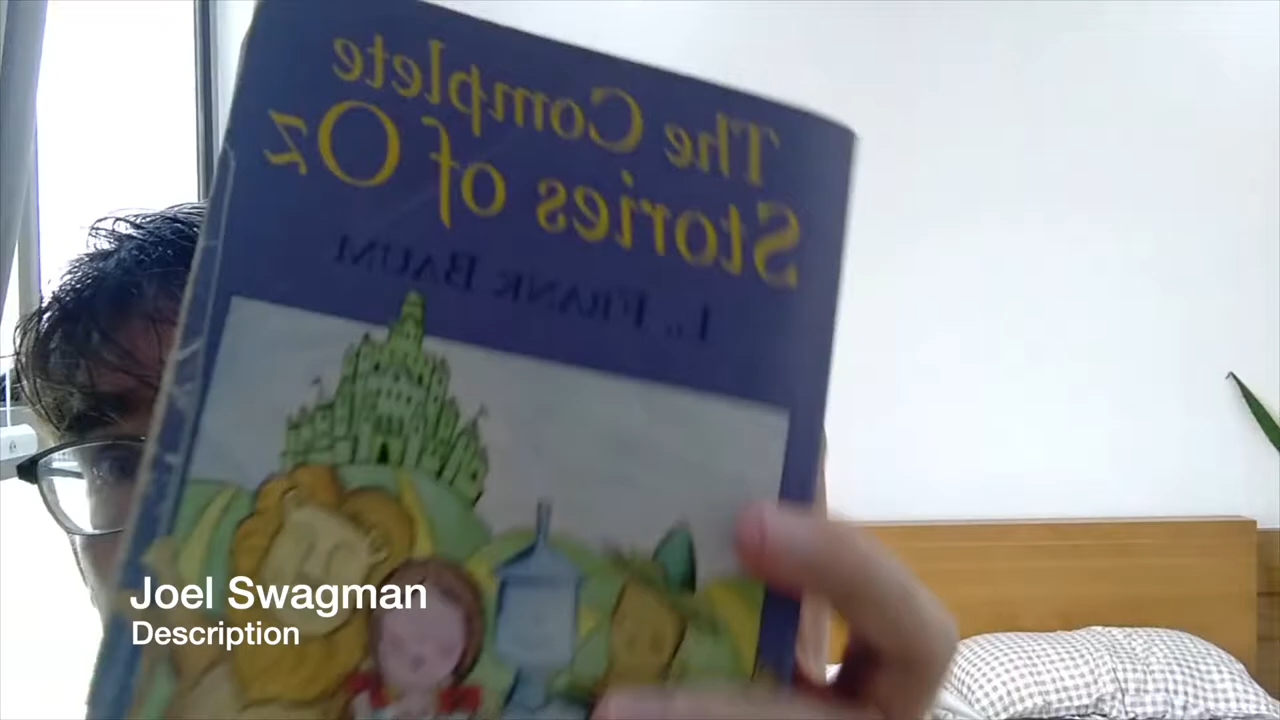 The Complete
Stories of Oz
L. FRANK BAUM
Joel Swagman
Description